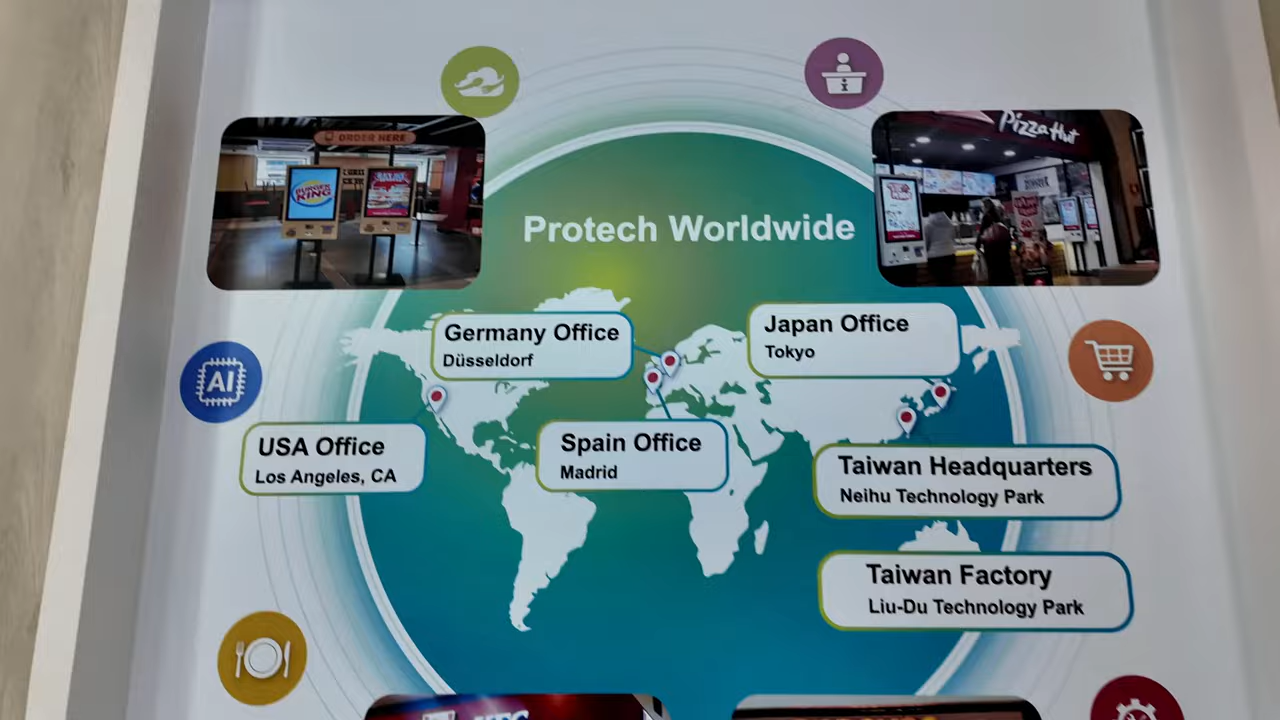 ORDER HERE
BURGER
KING
Pizza Hut
Protech Worldwide
Germany Office
Düsseldorf
Japan Office
Tokyo
AI
USA Office
Los Angeles, CA
Spain Office
Madrid
Taiwan Headquarters
Neihu Technology Park
Taiwan Factory
Liu-Du Technology Park
KFC